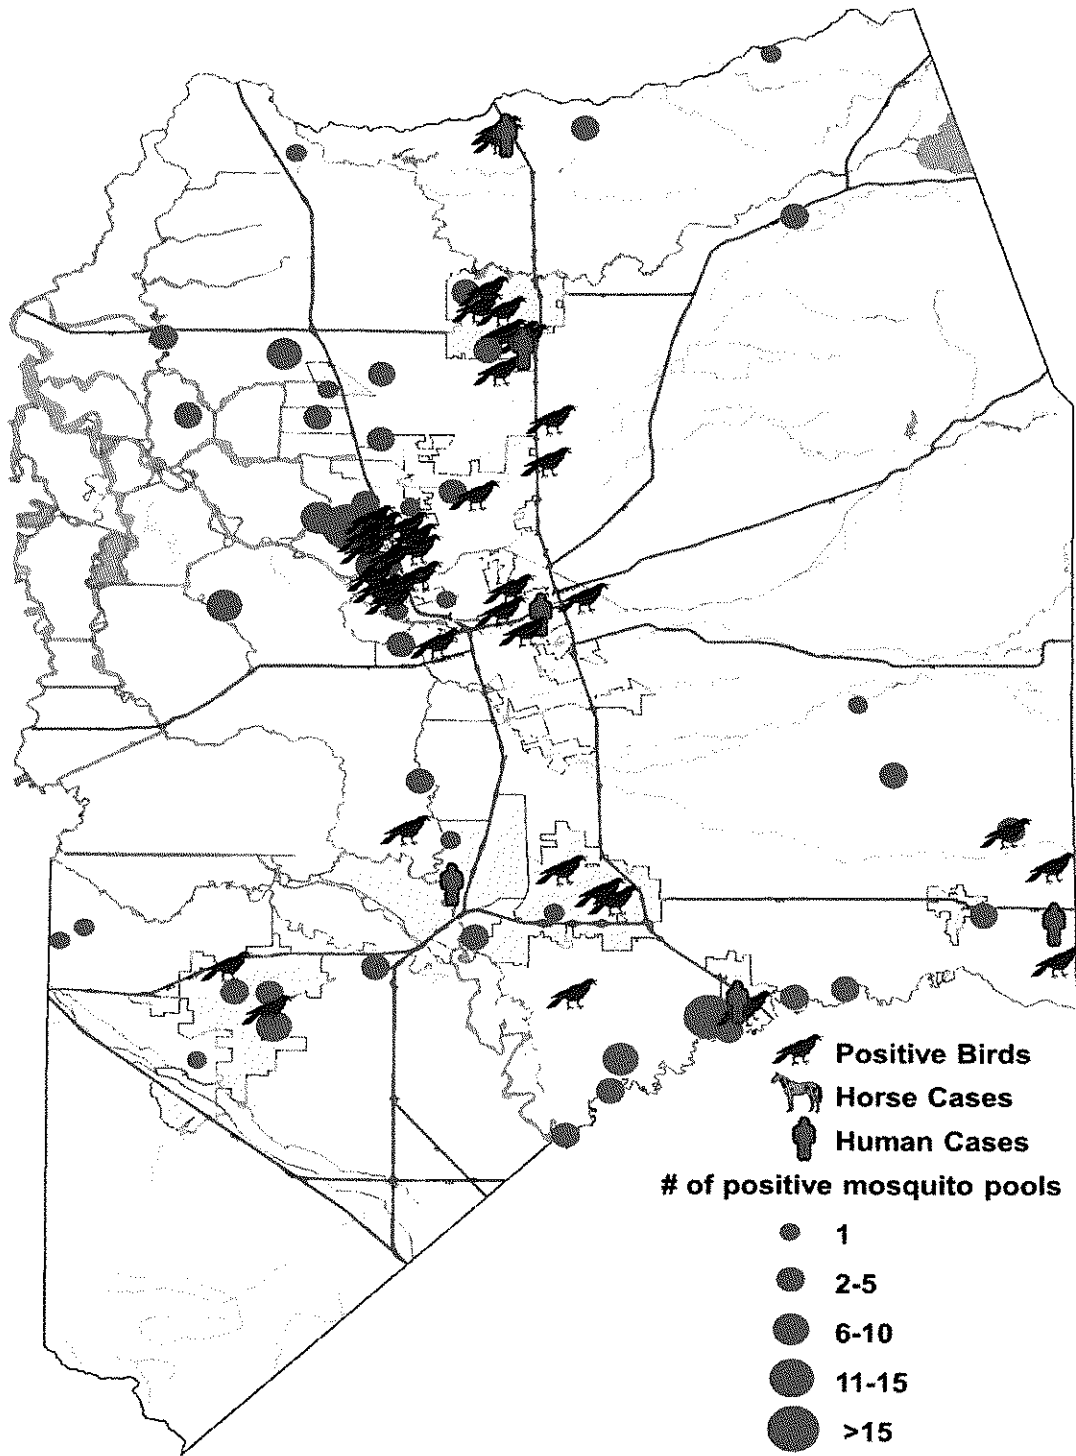 Positive Birds
Horse Cases
Human Cases
# of positive mosquito pools
1
2-5
6-10
11-15
>15